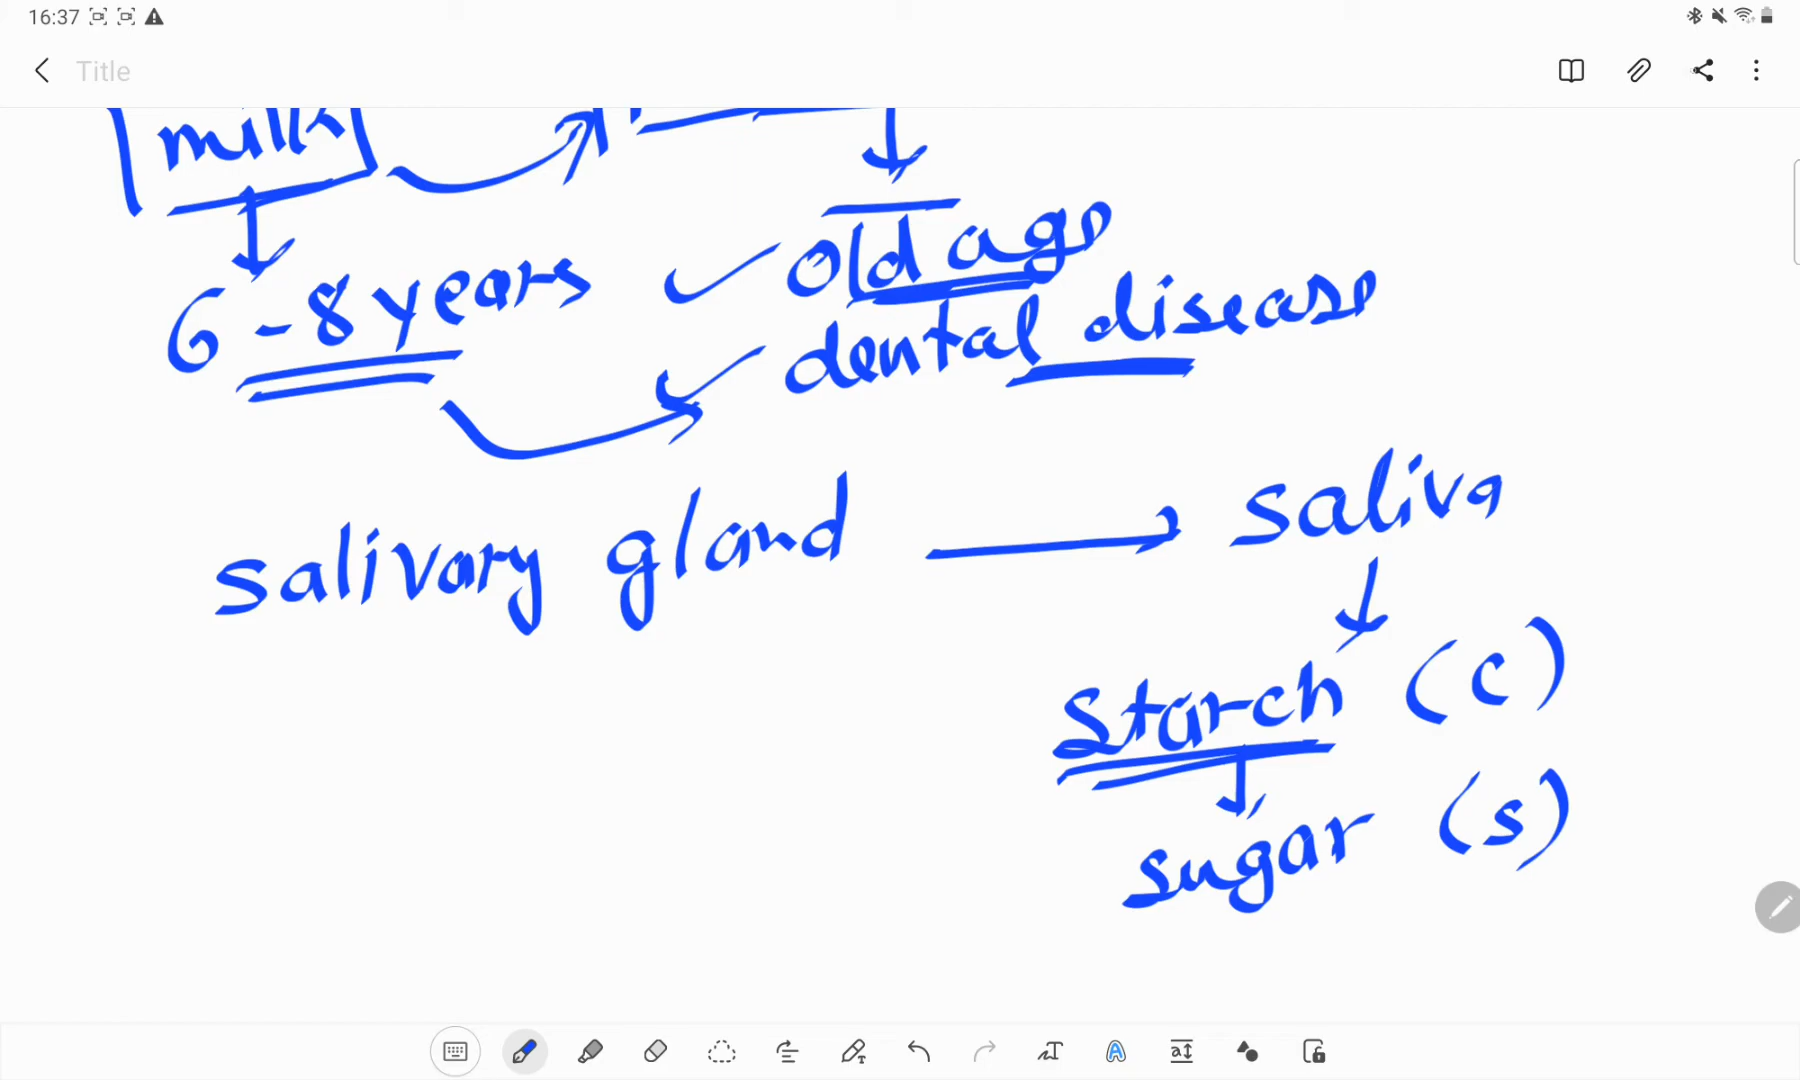 16:37
Title
milk
6-8 years
old age
dental disease
salivary gland → saliva
starch (c)
sugar (s)